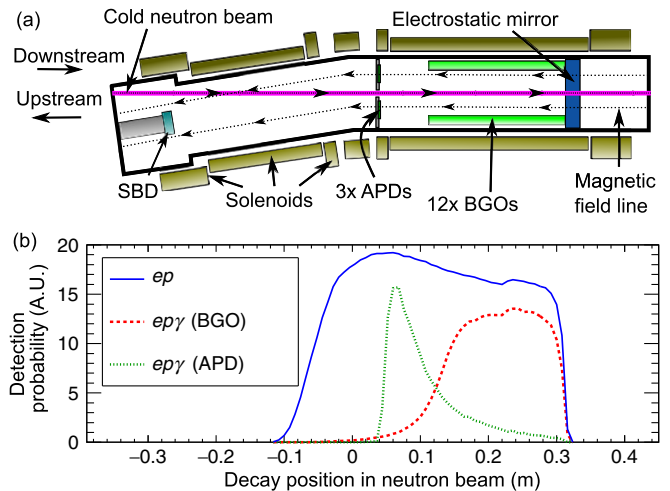 (a)
Cold neutron beam
Electrostatic mirror
Downstream
Upstream
SBD
Solenoids
3x APDs
12x BGOs
Magnetic
field line
(b)
20
15
10
5
0
Detection
probability (A.U.)
ep
epγ (BGO)
epγ (APD)
−0.3
−0.2
−0.1
0
0.1
0.2
0.3
0.4
Decay position in neutron beam (m)